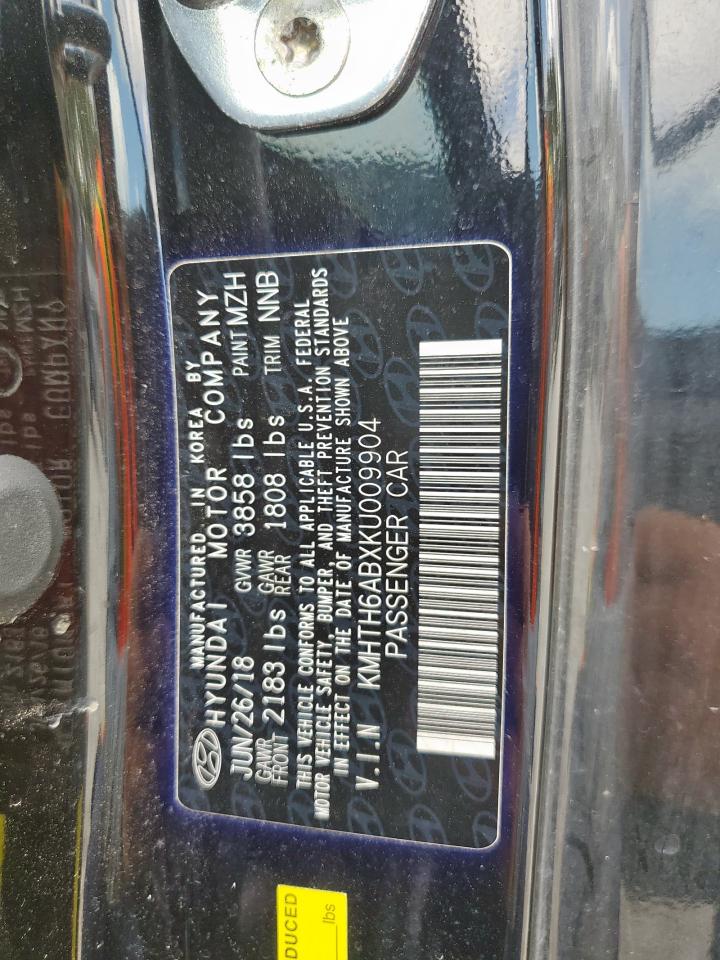 MANUFACTURED IN KOREA BY
HYUNDAI MOTOR COMPANY
JUN/26/18 GVWR 3858 lbs PAINT MZH
GAWR FRONT 2183 lbs GAWR REAR 1808 lbs TRIM NNB
THIS VEHICLE CONFORMS TO ALL APPLICABLE U.S.A. FEDERAL
MOTOR VEHICLE SAFETY, BUMPER, AND THEFT PREVENTION STANDARDS
IN EFFECT ON THE DATE OF MANUFACTURE SHOWN ABOVE
V.I.N KMHTH6ABXKU009904
PASSENGER CAR
DUCED
lbs